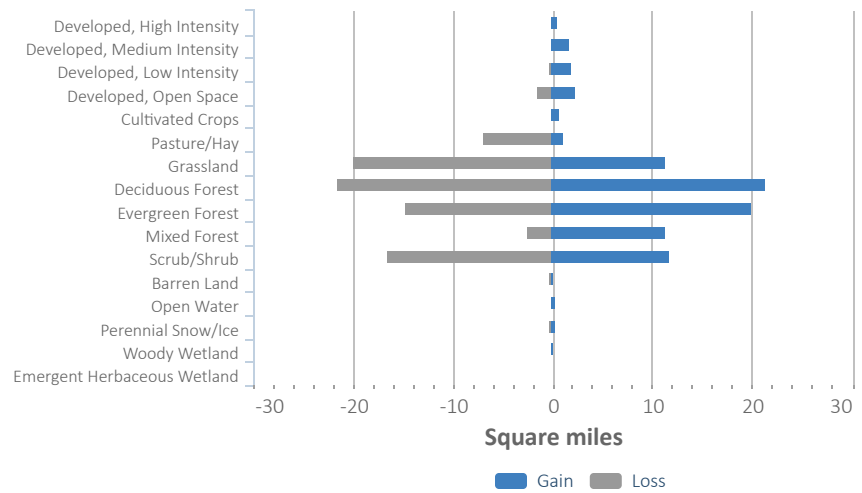 Developed, High Intensity
Developed, Medium Intensity
Developed, Low Intensity
Developed, Open Space
Cultivated Crops
Pasture/Hay
Grassland
Deciduous Forest
Evergreen Forest
Mixed Forest
Scrub/Shrub
Barren Land
Open Water
Perennial Snow/Ice
Woody Wetland
Emergent Herbaceous Wetland
-30 -20 -10 0 10 20 30
Square miles
Gain Loss